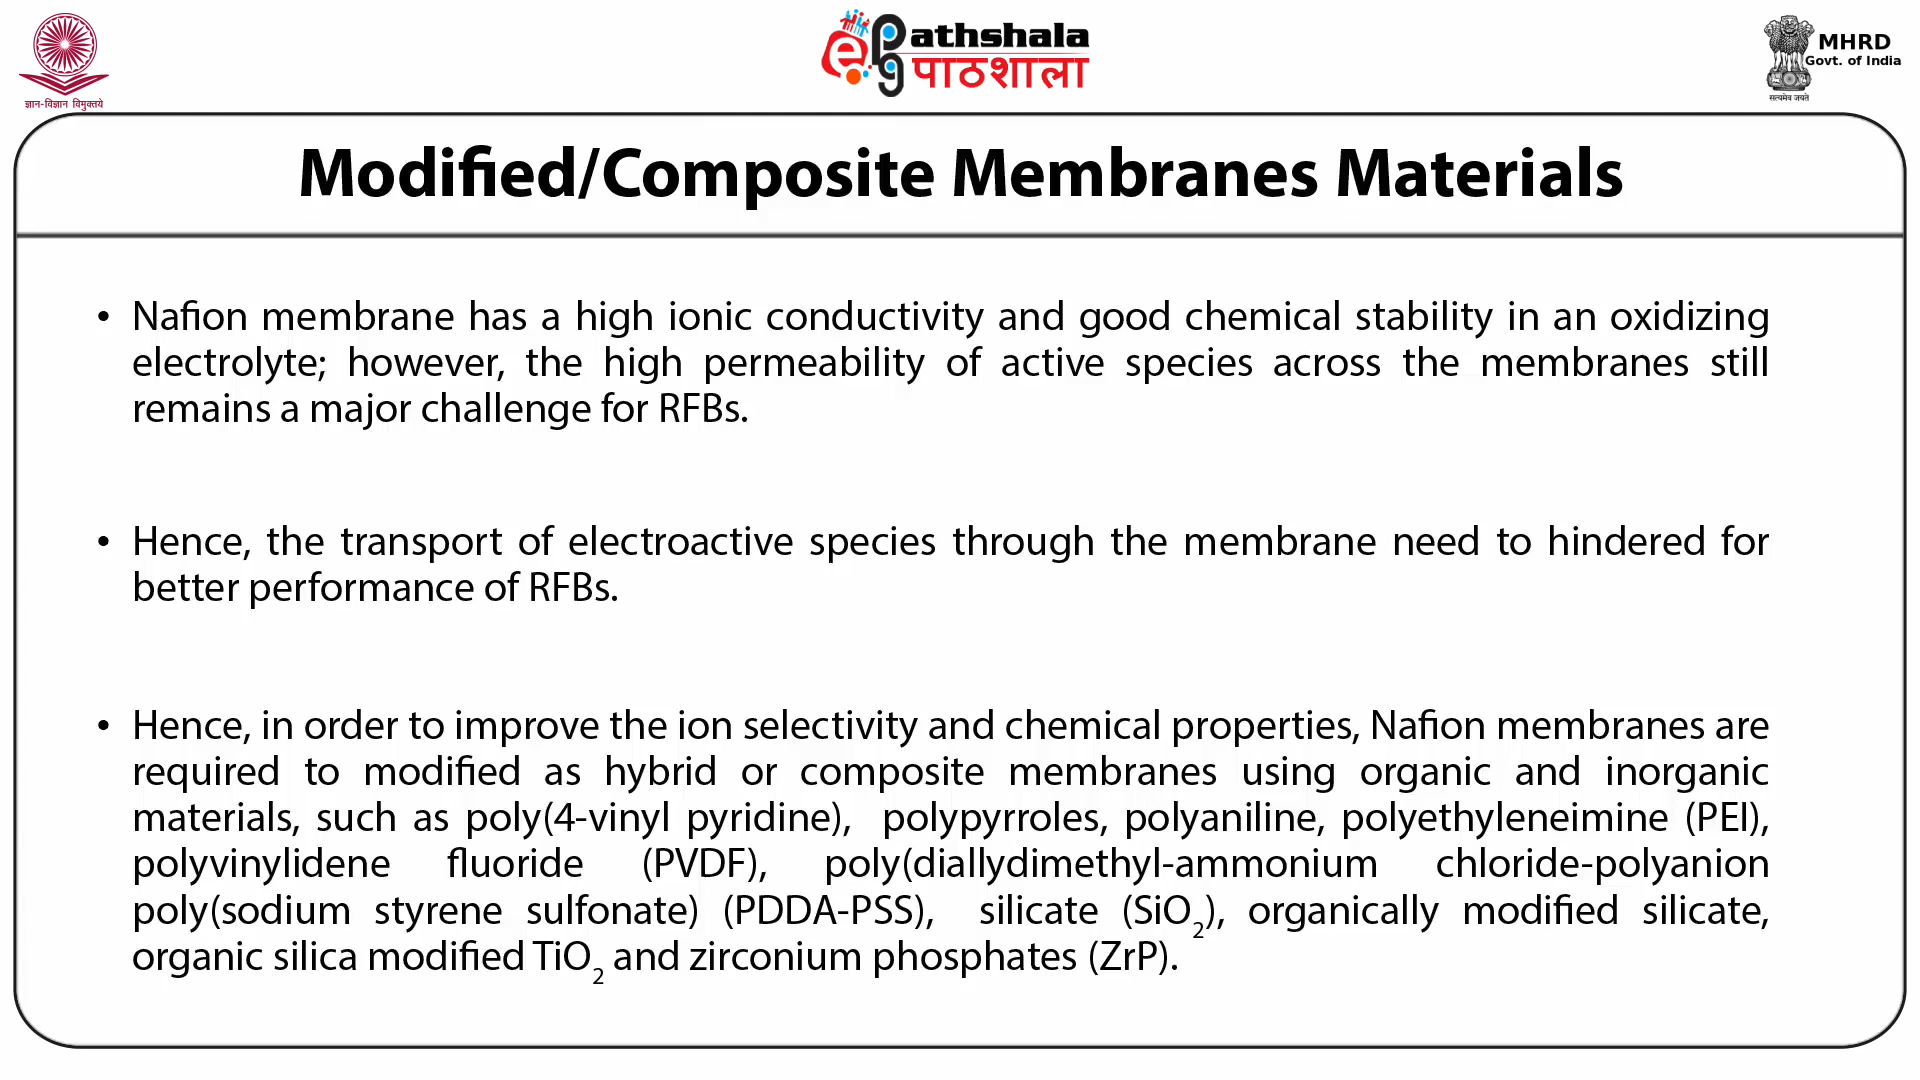 ज्ञान-विज्ञान विमुक्तये
ePathshala
पाठशाला
MHRD
Govt. of India
सत्यमेव जयते
Modified/Composite Membranes Materials
• Nafion membrane has a high ionic conductivity and good chemical stability in an oxidizing
electrolyte; however, the high permeability of active species across the membranes still
remains a major challenge for RFBs.
• Hence, the transport of electroactive species through the membrane need to hindered for
better performance of RFBs.
• Hence, in order to improve the ion selectivity and chemical properties, Nafion membranes are
required to modified as hybrid or composite membranes using organic and inorganic
materials, such as poly(4-vinyl pyridine), polypyrroles, polyaniline, polyethyleneimine (PEI),
polyvinylidene fluoride (PVDF), poly(diallydimethyl-ammonium chloride-polyanion
poly(sodium styrene sulfonate) (PDDA-PSS), silicate (SiO₂), organically modified silicate,
organic silica modified TiO₂ and zirconium phosphates (ZrP).